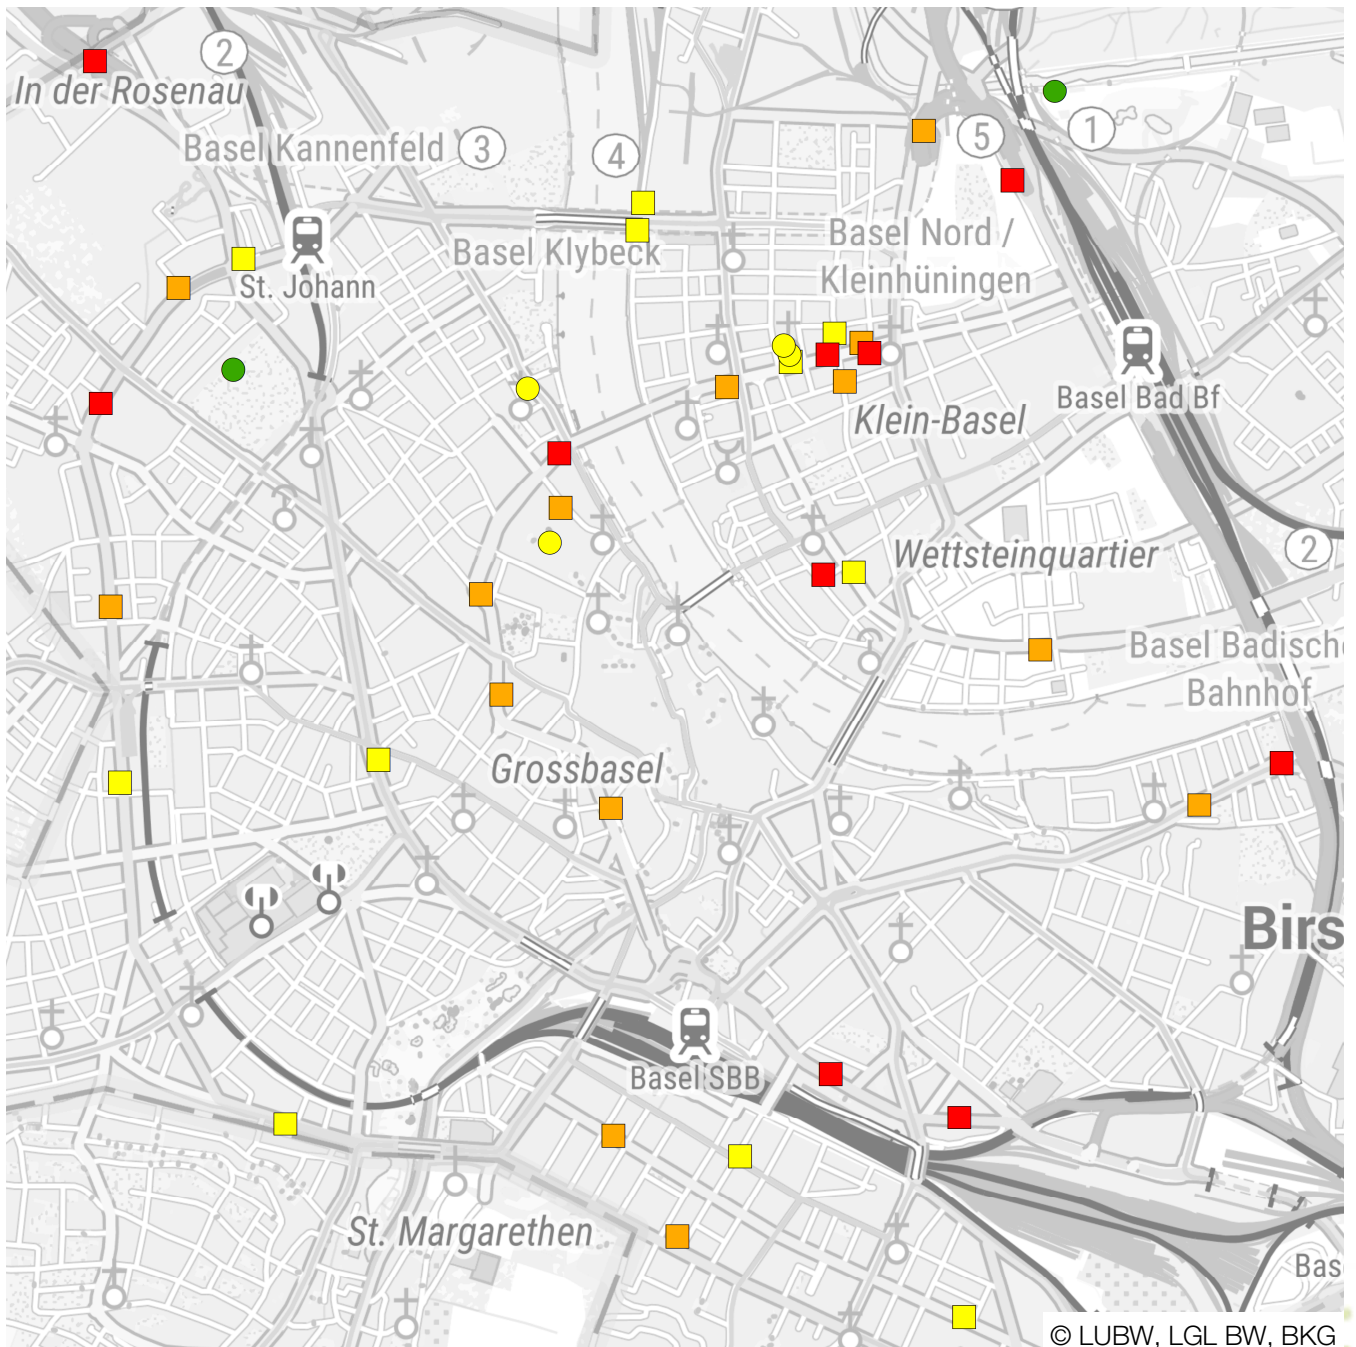 2
In der Rosenau
Basel Kannenfeld
3
4
5
1
Basel Nord /
Kleinhüningen
Basel Klybeck
St. Johann
Basel Bad Bf
Klein-Basel
Wettsteinquartier
2
Basel Badische
Bahnhof
Grossbasel
Birs
Basel SBB
St. Margarethen
Bas
© LUBW, LGL BW, BKG